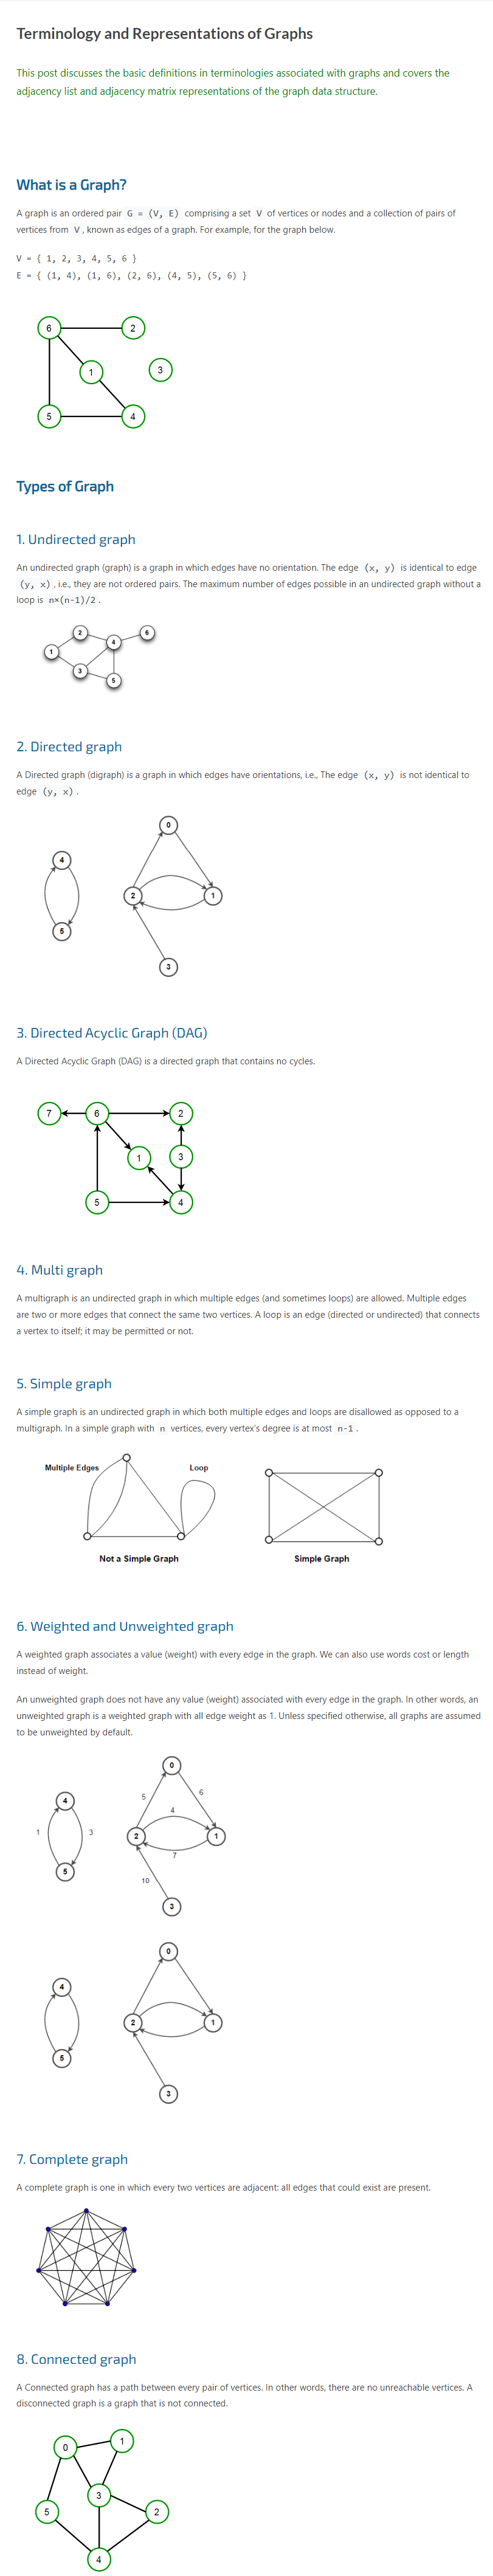 Terminology and Representations of Graphs
This post discusses the basic definitions in terminologies associated with graphs and covers the
adjacency list and adjacency matrix representations of the graph data structure.
What is a Graph?
A graph is an ordered pair G = (V, E) comprising a set V of vertices or nodes and a collection of pairs of
vertices from V, known as edges of a graph. For example, for the graph below.
V = { 1, 2, 3, 4, 5, 6 }
E = { (1, 4), (1, 6), (2, 6), (4, 5), (5, 6) }
6 2
1 3
5 4
Types of Graph
1. Undirected graph
An undirected graph (graph) is a graph in which edges have no orientation. The edge (x, y) is identical to edge
(y, x), i.e., they are not ordered pairs. The maximum number of edges possible in an undirected graph without a
loop is n×(n-1)/2.
2 6
4
1
3
5
2. Directed graph
A Directed graph (digraph) is a graph in which edges have orientations, i.e., The edge (x, y) is not identical to
edge (y, x).
0
4
2 1
5
3
3. Directed Acyclic Graph (DAG)
A Directed Acyclic Graph (DAG) is a directed graph that contains no cycles.
7 6 2
1 3
5 4
4. Multi graph
A multigraph is an undirected graph in which multiple edges (and sometimes loops) are allowed. Multiple edges
are two or more edges that connect the same two vertices. A loop is an edge (directed or undirected) that connects
a vertex to itself; it may be permitted or not.
5. Simple graph
A simple graph is an undirected graph in which both multiple edges and loops are disallowed as opposed to a
multigraph. In a simple graph with n vertices, every vertex's degree is at most n-1.
Multiple Edges Loop
Not a Simple Graph Simple Graph
6. Weighted and Unweighted graph
A weighted graph associates a value (weight) with every edge in the graph. We can also use words cost or length
instead of weight.
An unweighted graph does not have any value (weight) associated with every edge in the graph. In other words, an
unweighted graph is a weighted graph with all edge weight as 1. Unless specified otherwise, all graphs are assumed
to be unweighted by default.
0
5 6
4 4
1 3 2 1
7
5 10
3
0
4
2 1
5
3
7. Complete graph
A complete graph is one in which every two vertices are adjacent: all edges that could exist are present.
8. Connected graph
A Connected graph has a path between every pair of vertices. In other words, there are no unreachable vertices. A
disconnected graph is a graph that is not connected.
0 1
3
5 2
4